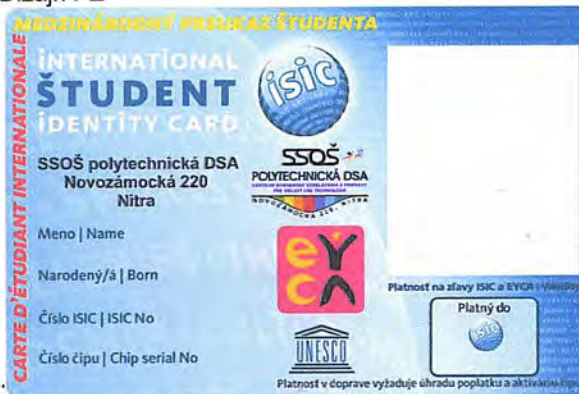 MEDZINÁRODNÝ PREUKAZ ŠTUDENTA
CARTE D'ÉTUDIANT INTERNATIONALE
INTERNATIONAL
ŠTUDENT
IDENTITY CARD
isic
SSOŠ polytechnická DSA
Novozámocká 220
Nitra
SSOŠ
POLYTECHNICKÁ DSA
NOVOZÁMOCKÁ 220, NITRA
Meno | Name
Narodený/á | Born
Číslo ISIC | ISIC No
Číslo čipu | Chip serial No
EYCA
UNESCO
Platnosť na zľavy ISIC a EYCA
Platný do
isic
Platnosť v doprave vyžaduje úhradu poplatku a aktiváciu